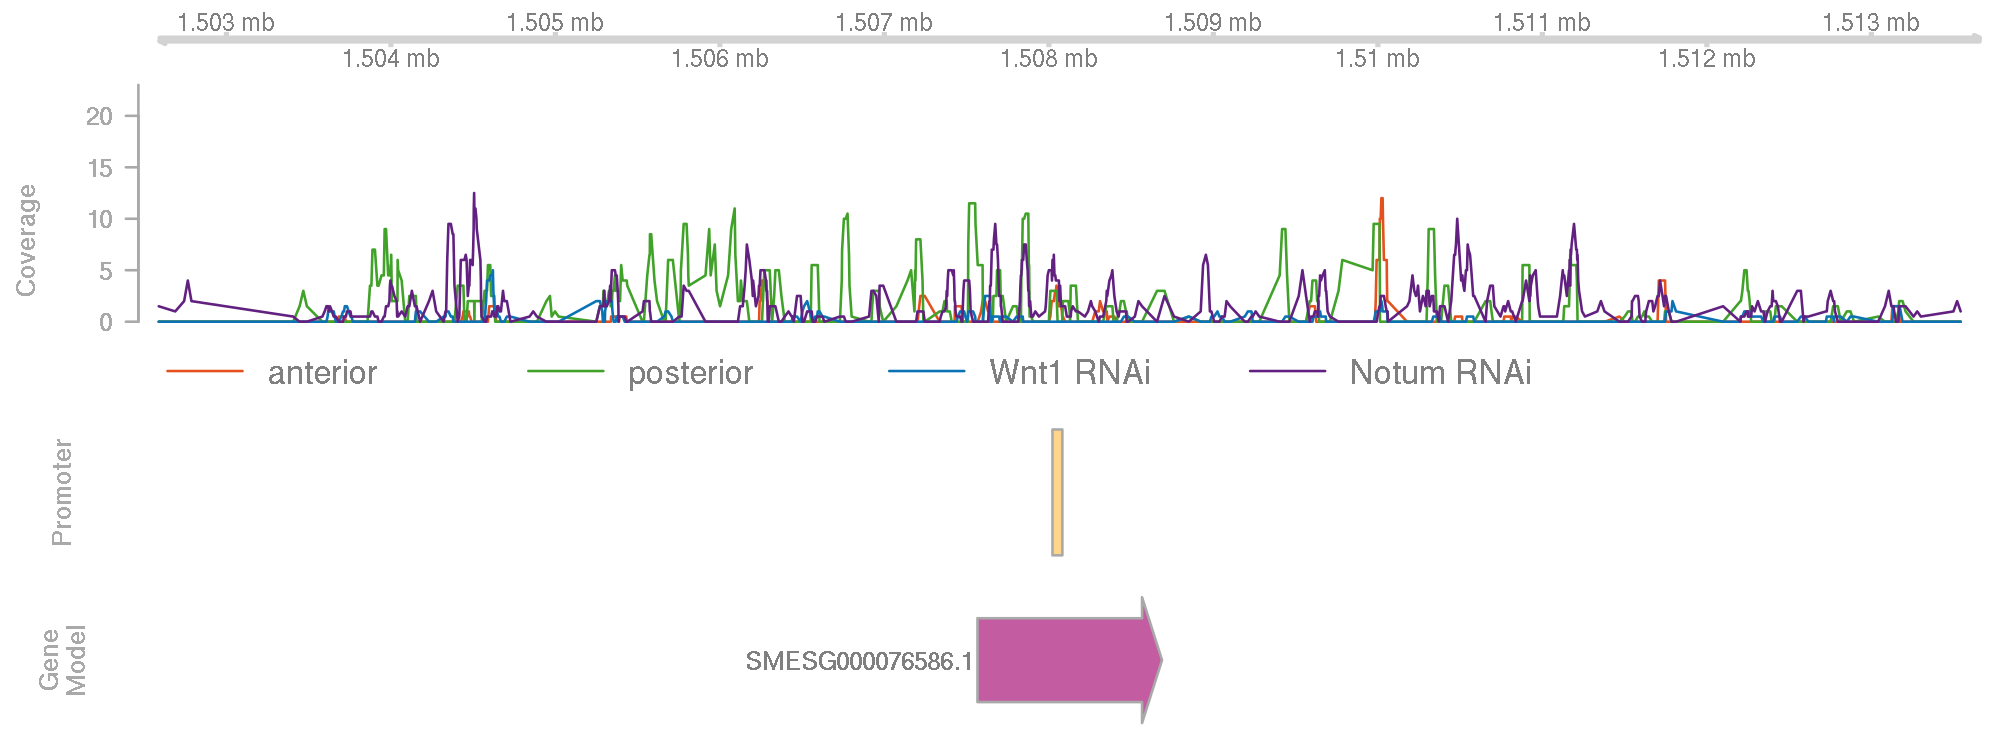 1.503 mb 1.505 mb 1.507 mb 1.509 mb 1.511 mb 1.513 mb
1.504 mb 1.506 mb 1.508 mb 1.51 mb 1.512 mb
Coverage
20
15
10
5
0
anterior posterior Wnt1 RNAi Notum RNAi
Promoter
Gene
Model
SMESG000076586.1